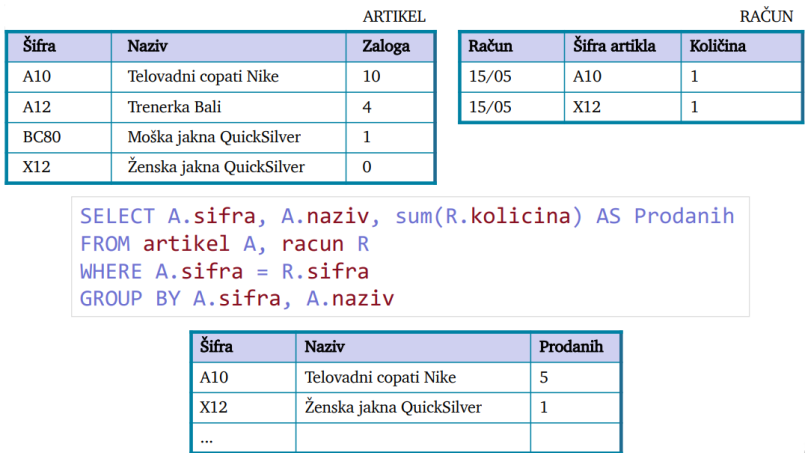 ARTIKEL
Šifra Naziv Zaloga
A10 Telovadni copati Nike 10
A12 Trenerka Bali 4
BC80 Moška jakna QuickSilver 1
X12 Ženska jakna QuickSilver 0
RAČUN
Račun Šifra artikla Količina
15/05 A10 1
15/05 X12 1
SELECT A.sifra, A.naziv, sum(R.kolicina) AS Prodanih
FROM artikel A, racun R
WHERE A.sifra = R.sifra
GROUP BY A.sifra, A.naziv
Šifra Naziv Prodanih
A10 Telovadni copati Nike 5
X12 Ženska jakna QuickSilver 1
...